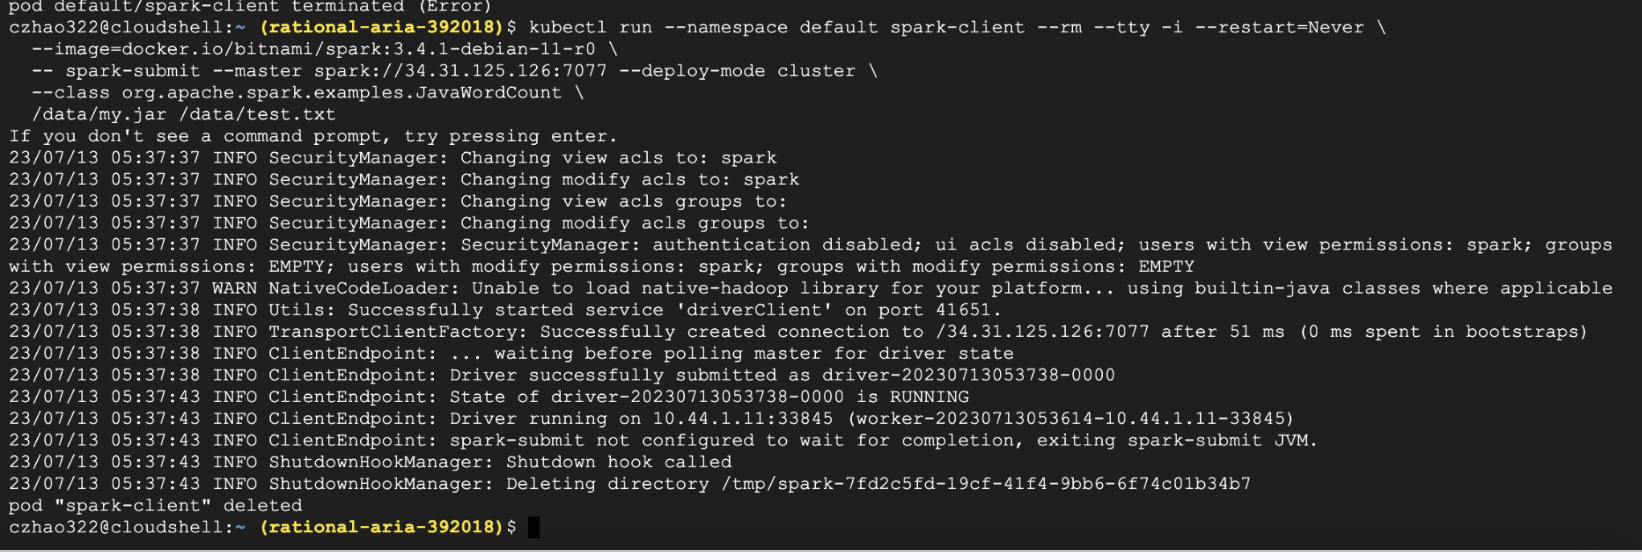 pod default/spark-client terminated (Error)
czhao322@cloudshell:~ (rational-aria-392018)$ kubectl run --namespace default spark-client --rm --tty -i --restart=Never \
  --image=docker.io/bitnami/spark:3.4.1-debian-11-r0 \
  -- spark-submit --master spark://34.31.125.126:7077 --deploy-mode cluster \
  --class org.apache.spark.examples.JavaWordCount \
  /data/my.jar /data/test.txt
If you don't see a command prompt, try pressing enter.
23/07/13 05:37:37 INFO SecurityManager: Changing view acls to: spark
23/07/13 05:37:37 INFO SecurityManager: Changing modify acls to: spark
23/07/13 05:37:37 INFO SecurityManager: Changing view acls groups to:
23/07/13 05:37:37 INFO SecurityManager: Changing modify acls groups to:
23/07/13 05:37:37 INFO SecurityManager: SecurityManager: authentication disabled; ui acls disabled; users with view permissions: spark; groups
with view permissions: EMPTY; users with modify permissions: spark; groups with modify permissions: EMPTY
23/07/13 05:37:37 WARN NativeCodeLoader: Unable to load native-hadoop library for your platform... using builtin-java classes where applicable
23/07/13 05:37:38 INFO Utils: Successfully started service 'driverClient' on port 41651.
23/07/13 05:37:38 INFO TransportClientFactory: Successfully created connection to /34.31.125.126:7077 after 51 ms (0 ms spent in bootstraps)
23/07/13 05:37:38 INFO ClientEndpoint: ... waiting before polling master for driver state
23/07/13 05:37:38 INFO ClientEndpoint: Driver successfully submitted as driver-20230713053738-0000
23/07/13 05:37:43 INFO ClientEndpoint: State of driver-20230713053738-0000 is RUNNING
23/07/13 05:37:43 INFO ClientEndpoint: Driver running on 10.44.1.11:33845 (worker-20230713053614-10.44.1.11-33845)
23/07/13 05:37:43 INFO ClientEndpoint: spark-submit not configured to wait for completion, exiting spark-submit JVM.
23/07/13 05:37:43 INFO ShutdownHookManager: Shutdown hook called
23/07/13 05:37:43 INFO ShutdownHookManager: Deleting directory /tmp/spark-7fd2c5fd-19cf-41f4-9bb6-6f74c01b34b7
pod "spark-client" deleted
czhao322@cloudshell:~ (rational-aria-392018)$